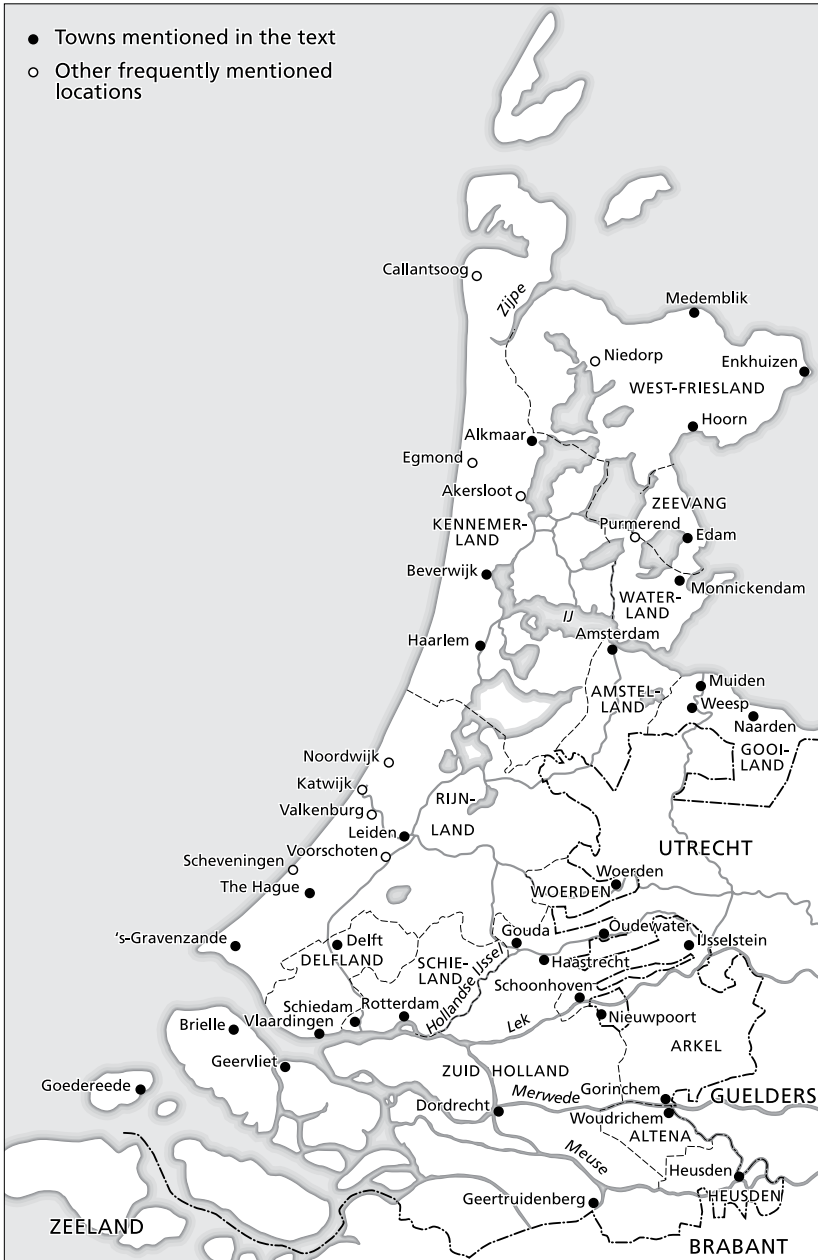 Towns mentioned in the text
Other frequently mentioned
locations
Callantsoog
Zijpe
Medemblik
Niedorp
Enkhuizen
WEST-FRIESLAND
Hoorn
Alkmaar
Egmond
Akersloot
ZEEVANG
KENNEMER-
LAND
Purmerend
Edam
Beverwijk
Monnickendam
WATER-
LAND
IJ
Haarlem
Amsterdam
Muiden
AMSTEL-
LAND
Weesp
Naarden
GOOI-
LAND
Noordwijk
Katwijk
Valkenburg
RIJN-
LAND
Leiden
Voorschoten
UTRECHT
Scheveningen
The Hague
Woerden
WOERDEN
's-Gravenzande
Delft
DELFLAND
Gouda
Oudewater
IJsselstein
SCHIE-
LAND
Hollandse IJssel
Haastrecht
Schoonhoven
Schiedam
Rotterdam
Brielle
Vlaardingen
Lek
Nieuwpoort
Geervliet
ARKEL
ZUID HOLLAND
Goedereede
Merwede
Gorinchem
GUELDERS
Dordrecht
Woudrichem
ALTENA
Meuse
Heusden
HEUSDEN
Geertruidenberg
ZEELAND
BRABANT